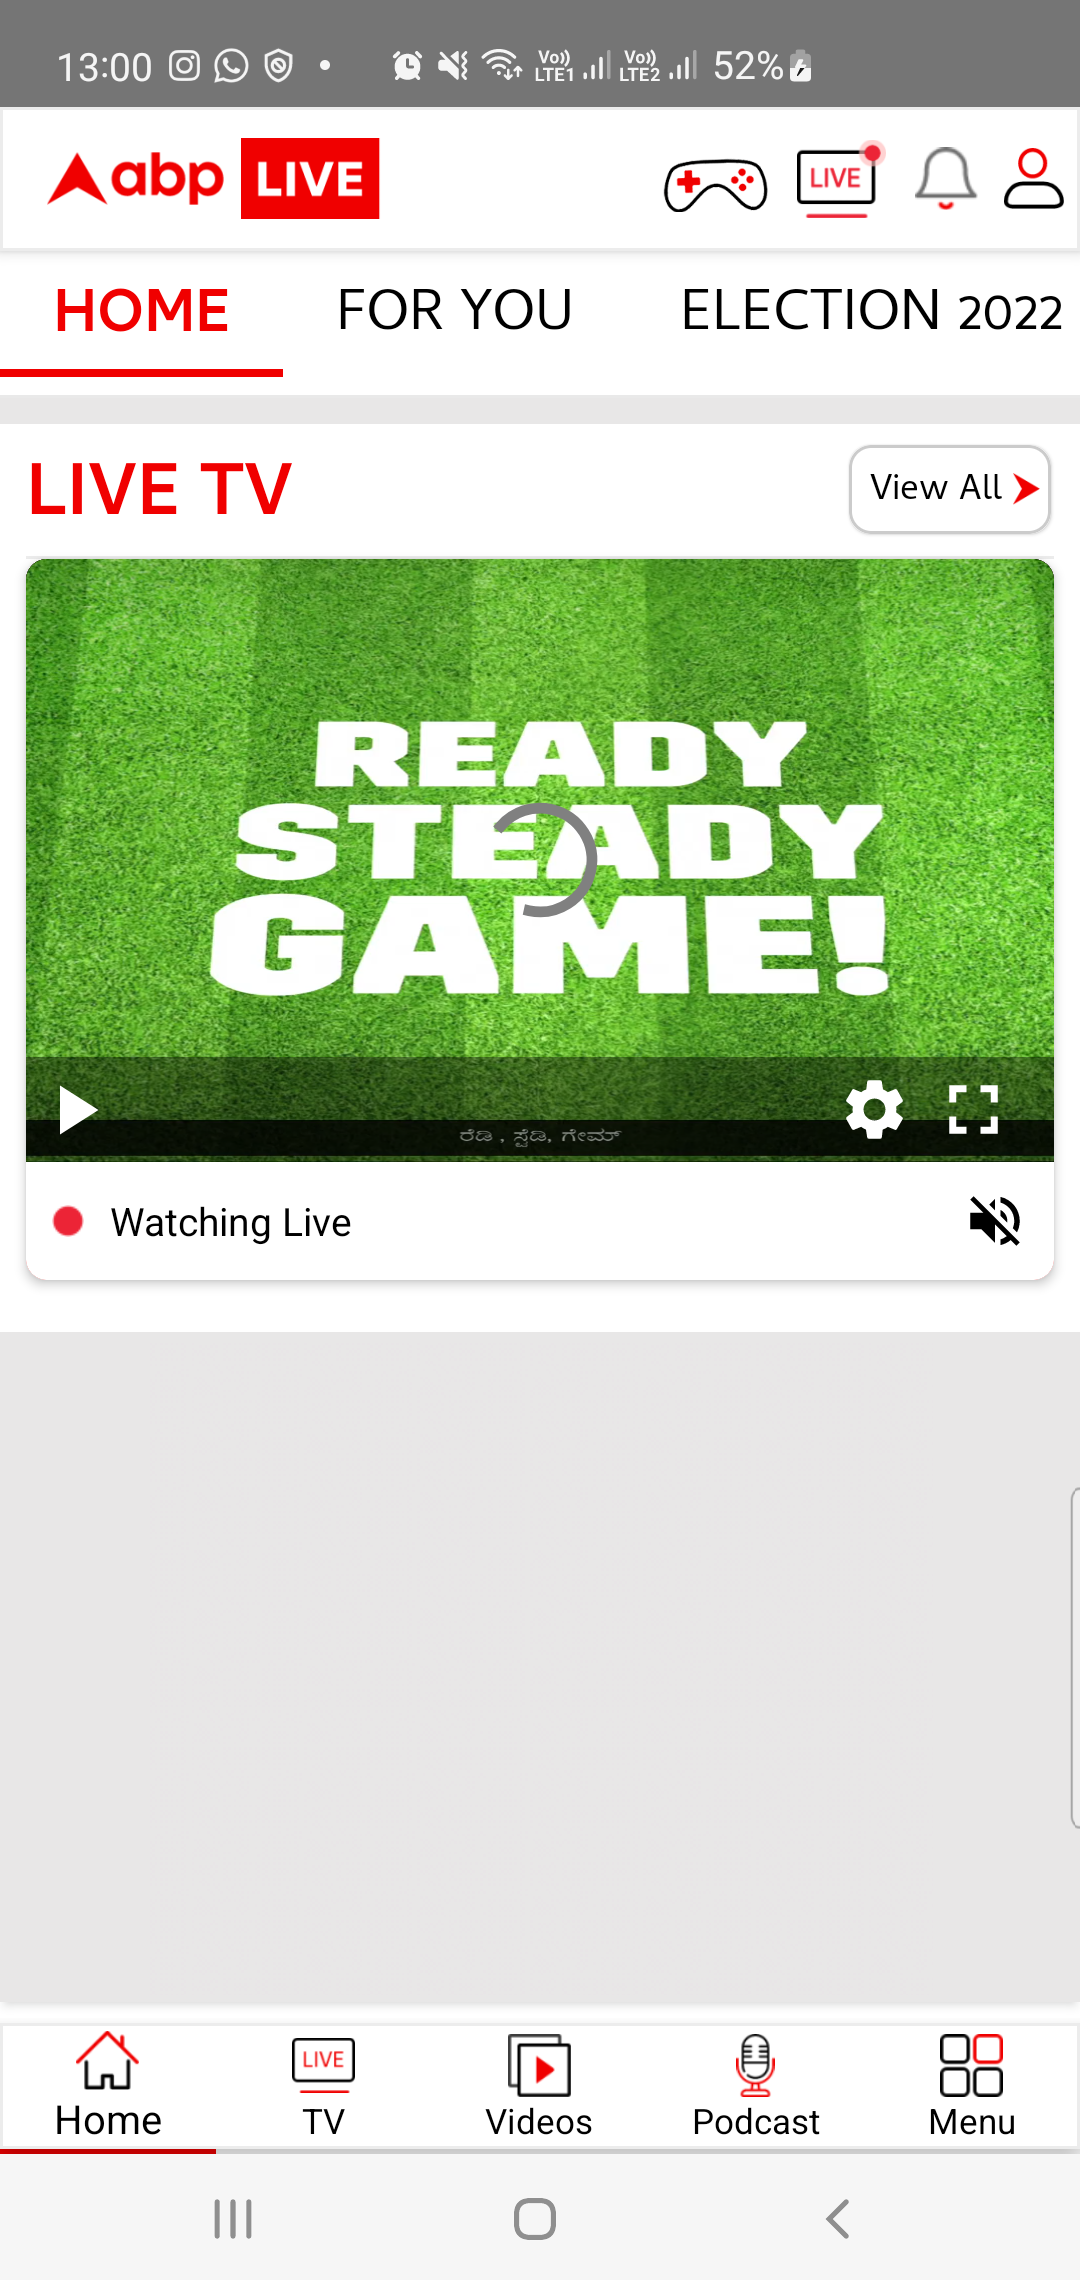 13:00 Vo)) LTE1 Vo)) LTE2 52%
abp LIVE LIVE
HOME FOR YOU ELECTION 2022
LIVE TV View All
READY
STEADY
GAME!
ರೆಡಿ , ಸ್ಟೆಡಿ, ಗೇಮ್
Watching Live
LIVE
Home TV Videos Podcast Menu